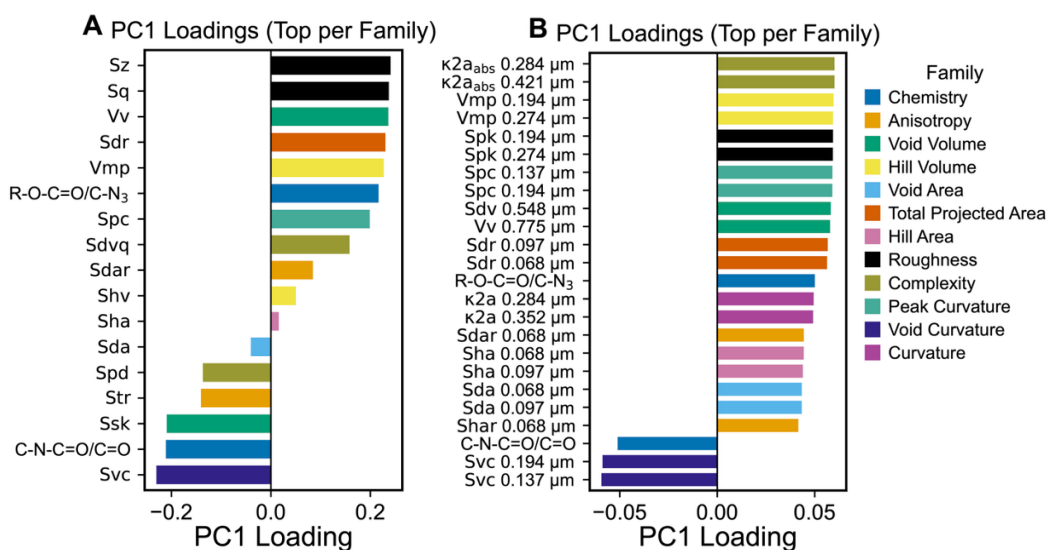 A PC1 Loadings (Top per Family)
Sz
Sq
Vv
Sdr
Vmp
R-O-C=O/C-N₃
Spc
Sdvq
Sdar
Shv
Sha
Sda
Spd
Str
Ssk
C-N-C=O/C=O
Svc
−0.2 0.0 0.2
PC1 Loading
B PC1 Loadings (Top per Family)
κ2a_abs 0.284 μm
κ2a_abs 0.421 μm
Vmp 0.194 μm
Vmp 0.274 μm
Spk 0.194 μm
Spk 0.274 μm
Spc 0.137 μm
Spc 0.194 μm
Sdv 0.548 μm
Vv 0.775 μm
Sdr 0.097 μm
Sdr 0.068 μm
R-O-C=O/C-N₃
κ2a 0.284 μm
κ2a 0.352 μm
Sdar 0.068 μm
Sha 0.068 μm
Sha 0.097 μm
Sda 0.068 μm
Sda 0.097 μm
Shar 0.068 μm
C-N-C=O/C=O
Svc 0.194 μm
Svc 0.137 μm
−0.05 0.00 0.05
PC1 Loading
Family
Chemistry
Anisotropy
Void Volume
Hill Volume
Void Area
Total Projected Area
Hill Area
Roughness
Complexity
Peak Curvature
Void Curvature
Curvature